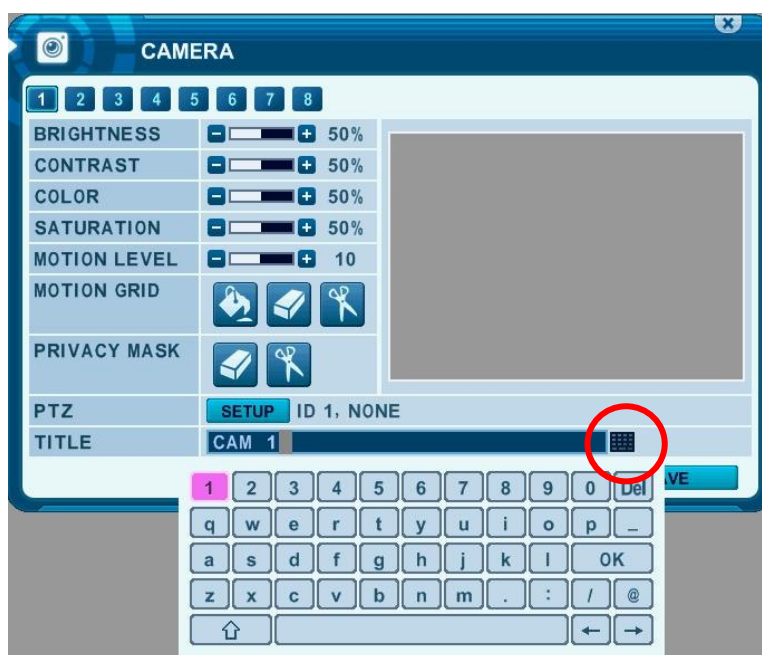 CAMERA
1 2 3 4 5 6 7 8
BRIGHTNESS 50%
CONTRAST 50%
COLOR 50%
SATURATION 50%
MOTION LEVEL 10
MOTION GRID
PRIVACY MASK
PTZ SETUP ID 1, NONE
TITLE CAM 1
VE
1 2 3 4 5 6 7 8 9 0 Del
q w e r t y u i o p _
a s d f g h j k l OK
z x c v b n m . : / @